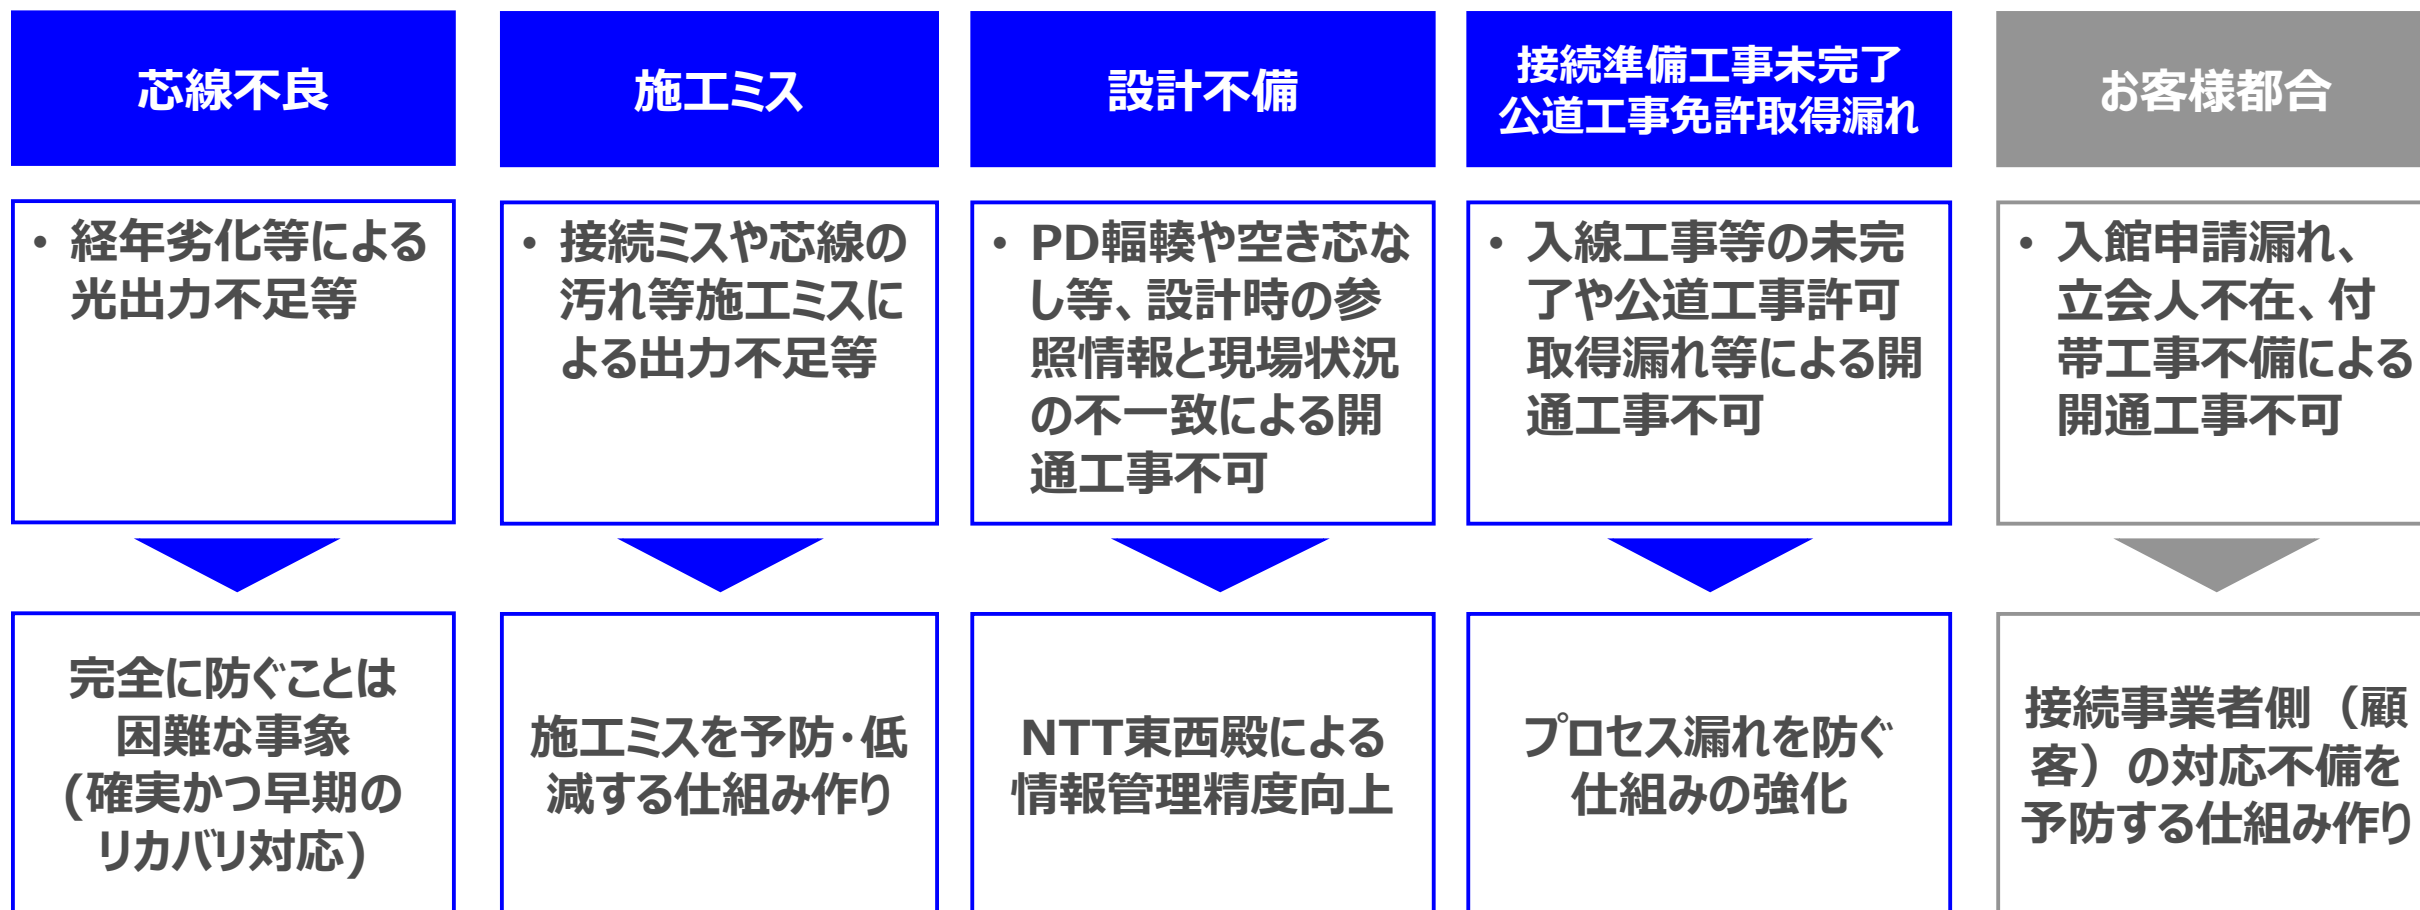 芯線不良
施工ミス
設計不備
接続準備工事未完了
公道工事免許取得漏れ
お客様都合
・ 経年劣化等による
光出力不足等
・ 接続ミスや芯線の
汚れ等施工ミスに
よる出力不足等
・ PD輻輳や空き芯な
し等、設計時の参
照情報と現場状況
の不一致による開
通工事不可
・ 入線工事等の未完
了や公道工事許可
取得漏れ等による開
通工事不可
・ 入館申請漏れ、
立会人不在、付
帯工事不備による
開通工事不可
完全に防ぐことは
困難な事象
(確実かつ早期の
リカバリ対応)
施工ミスを予防・低
減する仕組み作り
NTT東西殿による
情報管理精度向上
プロセス漏れを防ぐ
仕組みの強化
接続事業者側（顧
客）の対応不備を
予防する仕組み作り